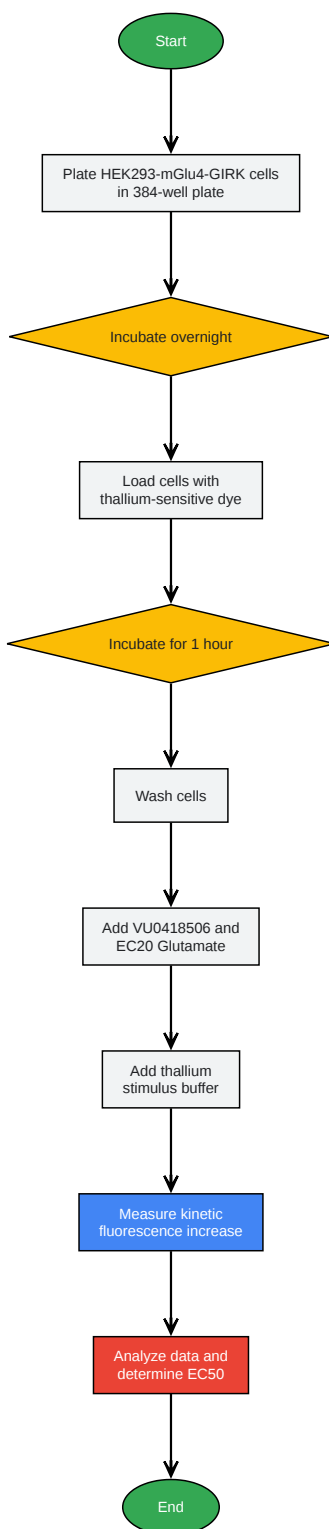 Start
Plate HEK293-mGlu4-GIRK cells
in 384-well plate
Incubate overnight
Load cells with
thallium-sensitive dye
Incubate for 1 hour
Wash cells
Add VU0418506 and
EC20 Glutamate
Add thallium
stimulus buffer
Measure kinetic
fluorescence increase
Analyze data and
determine EC50
End